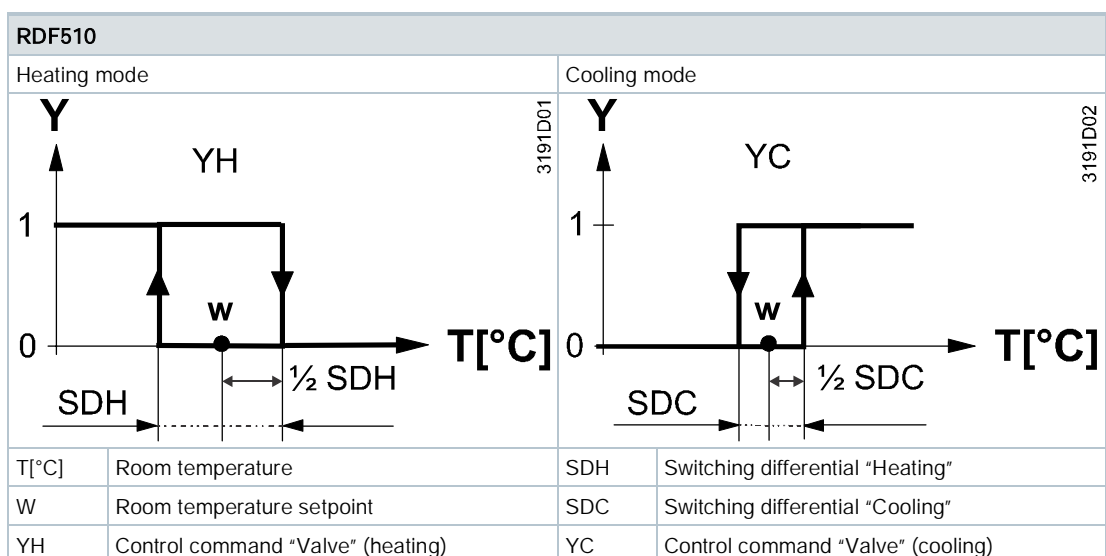 RDF510
Heating mode
Cooling mode
Y
YH
3191D01
1
W
0
T[°C]
½ SDH
SDH
Y
YC
3191D02
1
W
0
T[°C]
½ SDC
SDC
T[°C] Room temperature SDH Switching differential "Heating"
W Room temperature setpoint SDC Switching differential "Cooling"
YH Control command "Valve" (heating) YC Control command "Valve" (cooling)